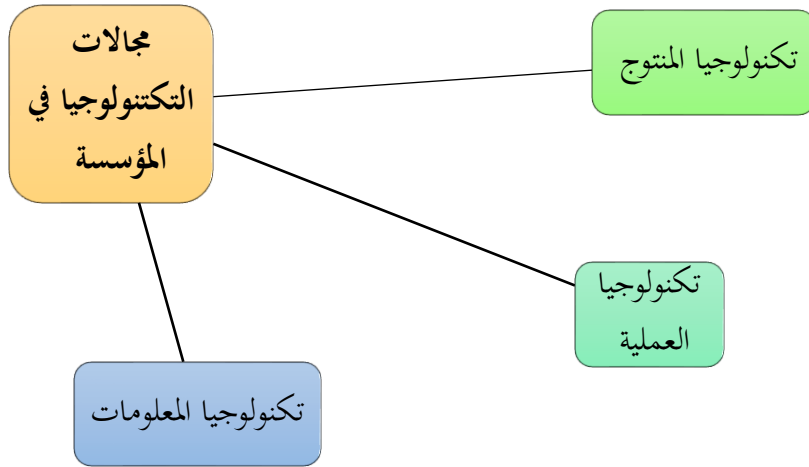 مجالات
التكتنولوجيا في
المؤسسة
تكنولوجيا المنتوج
تكنولوجيا
العملية
تكنولوجيا المعلومات